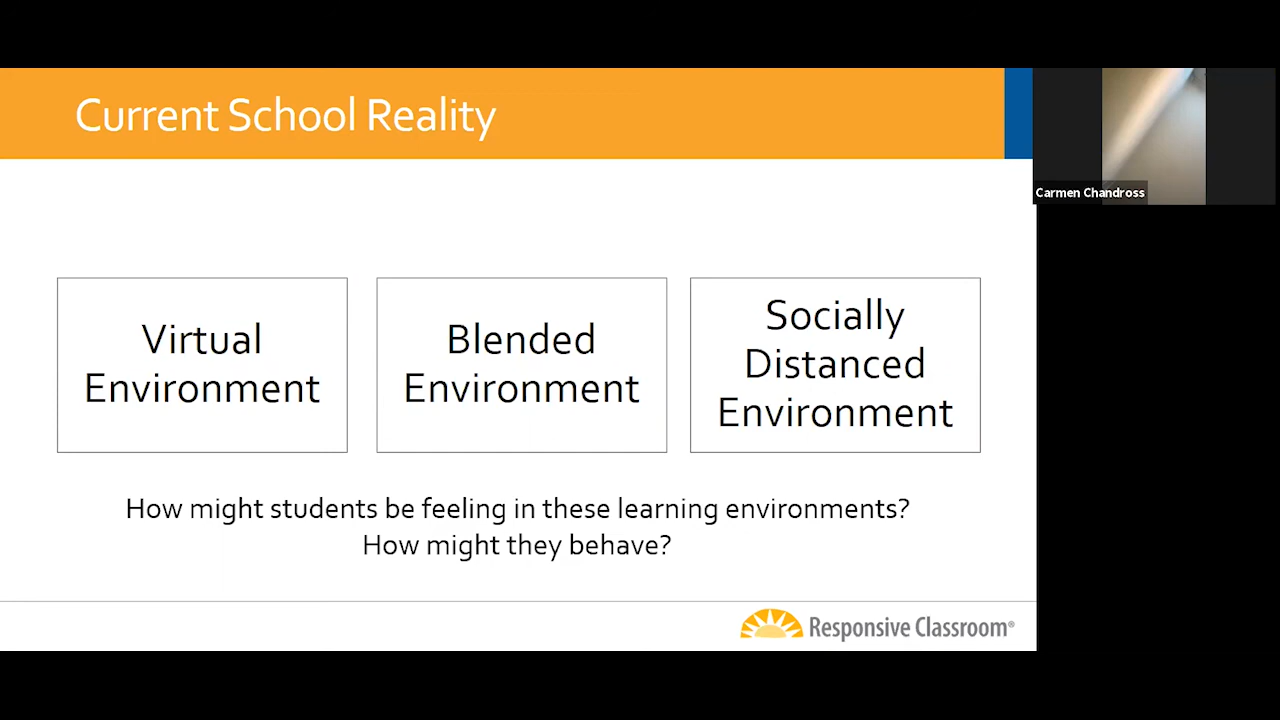 Current School Reality
Carmen Chandross
Virtual
Environment
Blended
Environment
Socially
Distanced
Environment
How might students be feeling in these learning environments?
How might they behave?
Responsive Classroom®